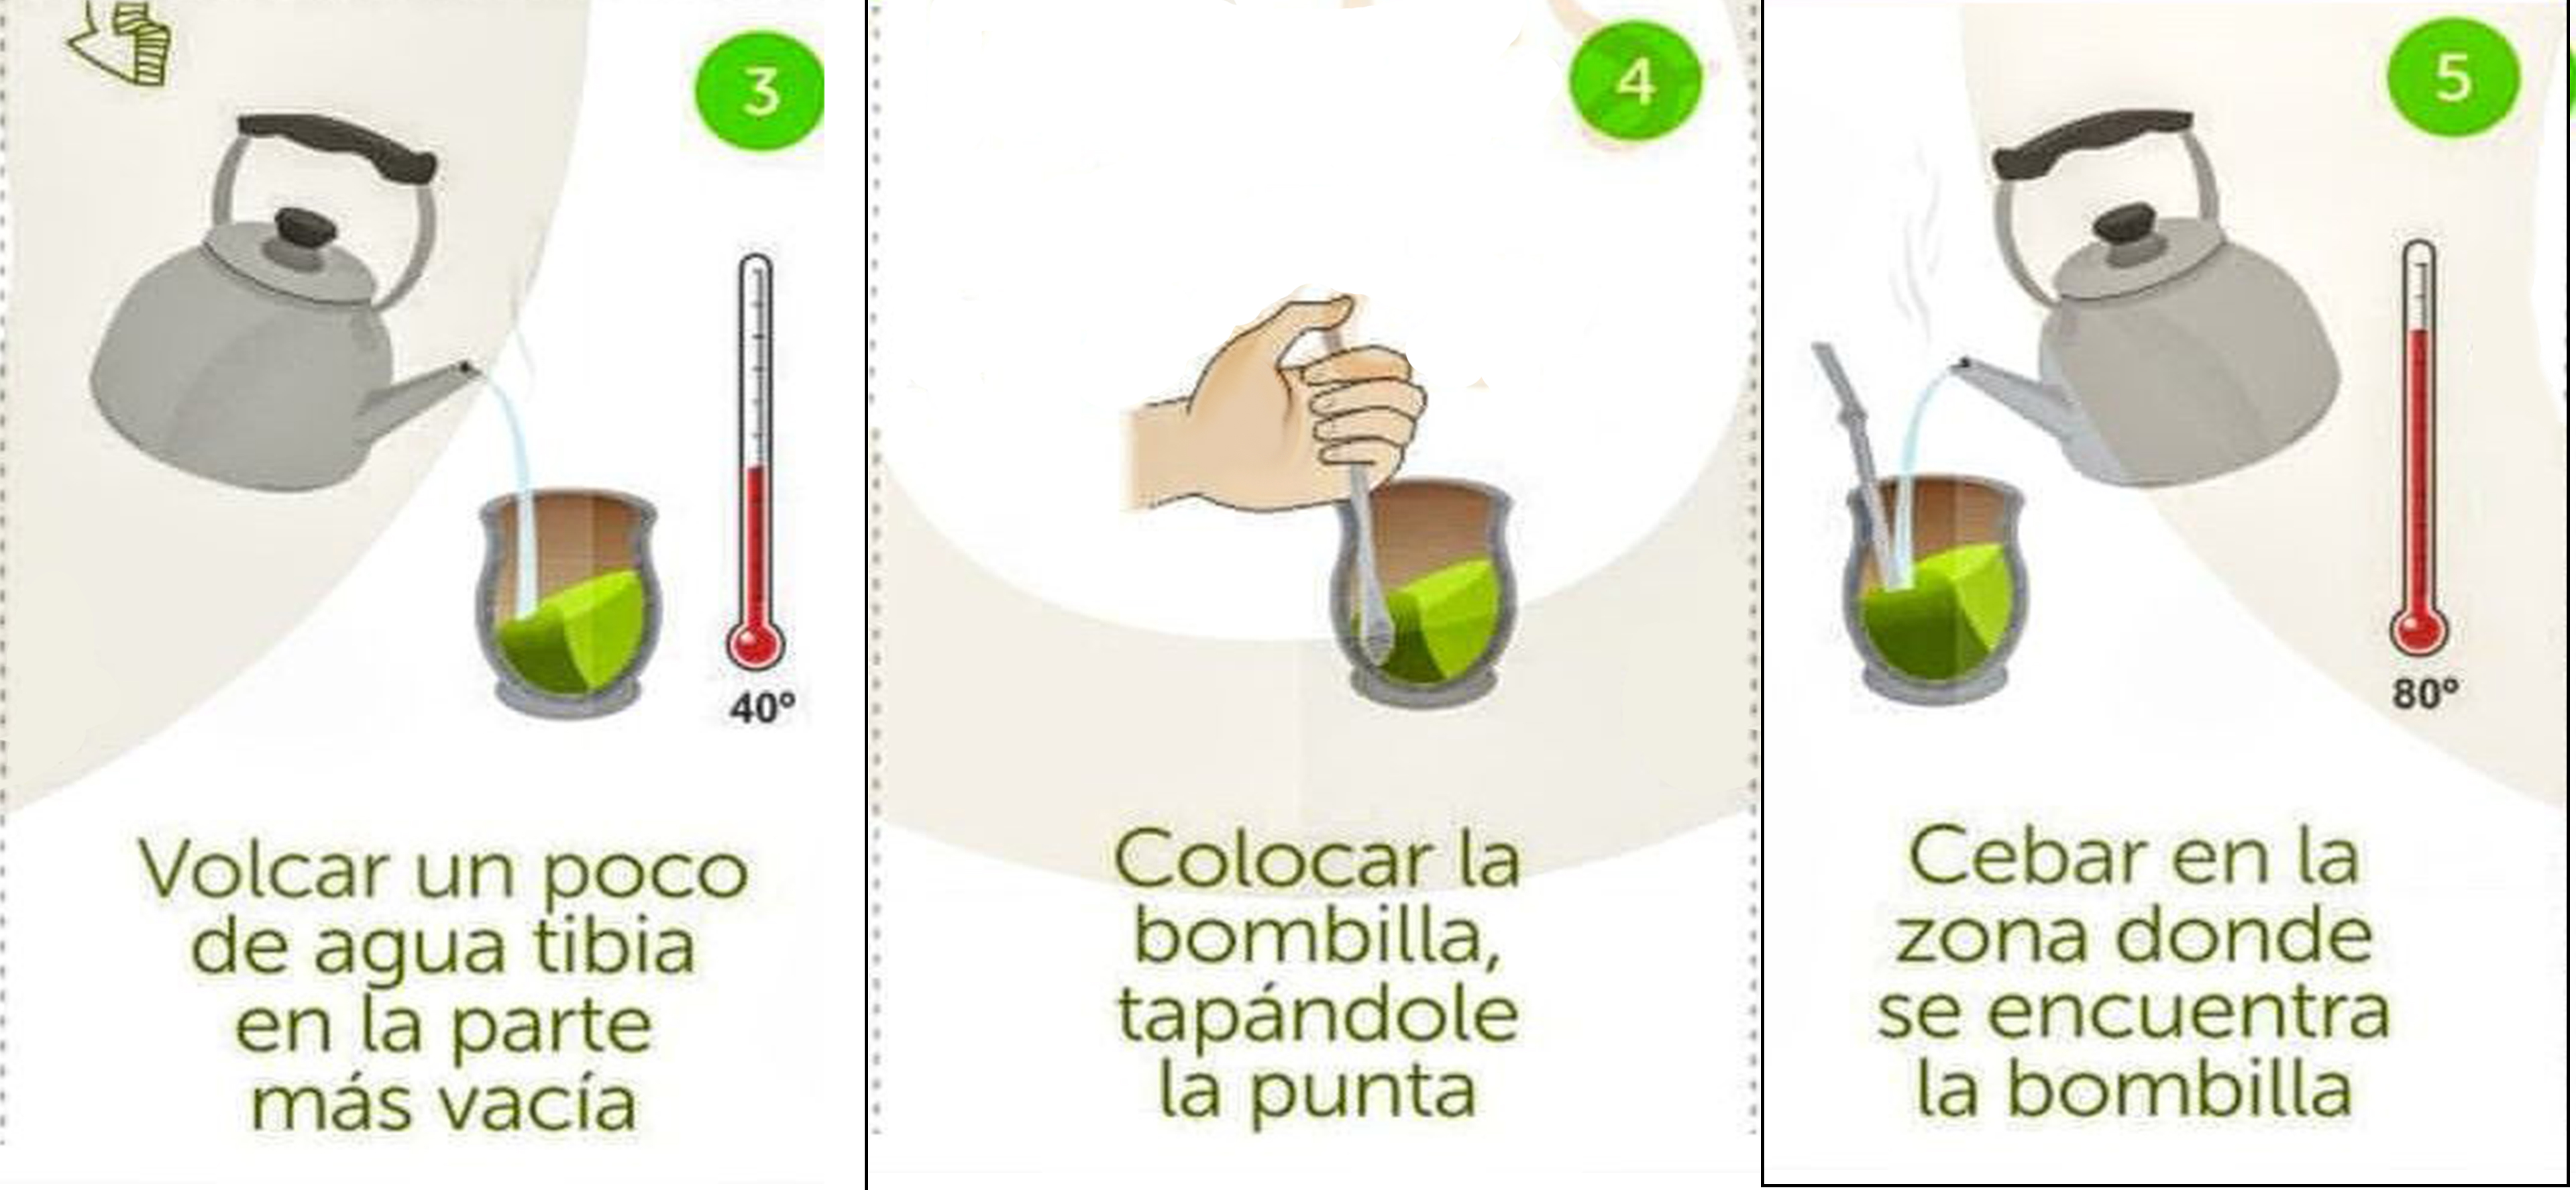 3
40°
Volcar un poco
de agua tibia
en la parte
más vacía
4
Colocar la
bombilla,
tapándole
la punta
5
80°
Cebar en la
zona donde
se encuentra
la bombilla